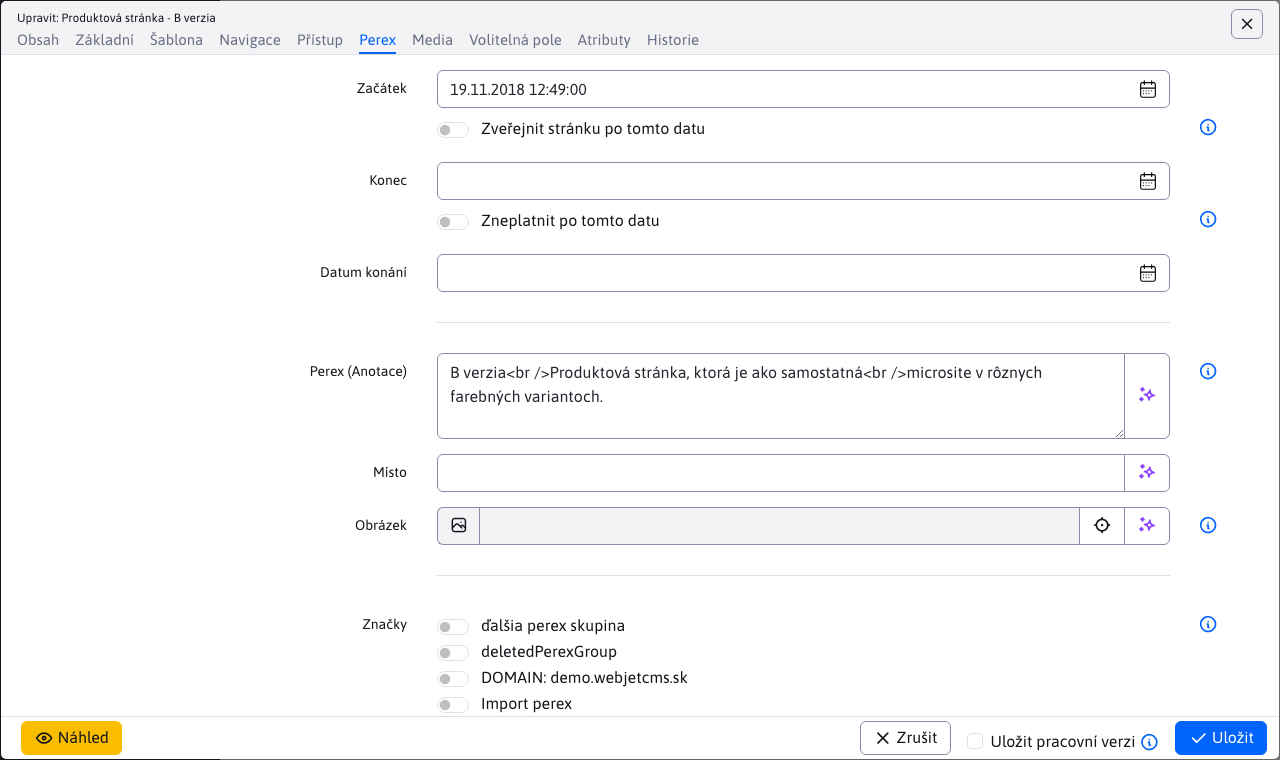 Upravit: Produktová stránka - B verzia
Obsah Základní Šablona Navigace Přístup Perex Media Volitelná pole Atributy Historie
Začátek 19.11.2018 12:49:00
Zveřejnit stránku po tomto datu
Konec
Zneplatnit po tomto datu
Datum konání
Perex (Anotace) B verzia<br />Produktová stránka, ktorá je ako samostatná<br />microsite v rôznych
farebných variantoch.
Místo
Obrázek
Značky ďalšia perex skupina
deletedPerexGroup
DOMAIN: demo.webjetcms.sk
Import perex
Náhled Zrušit Uložit pracovní verzi Uložit